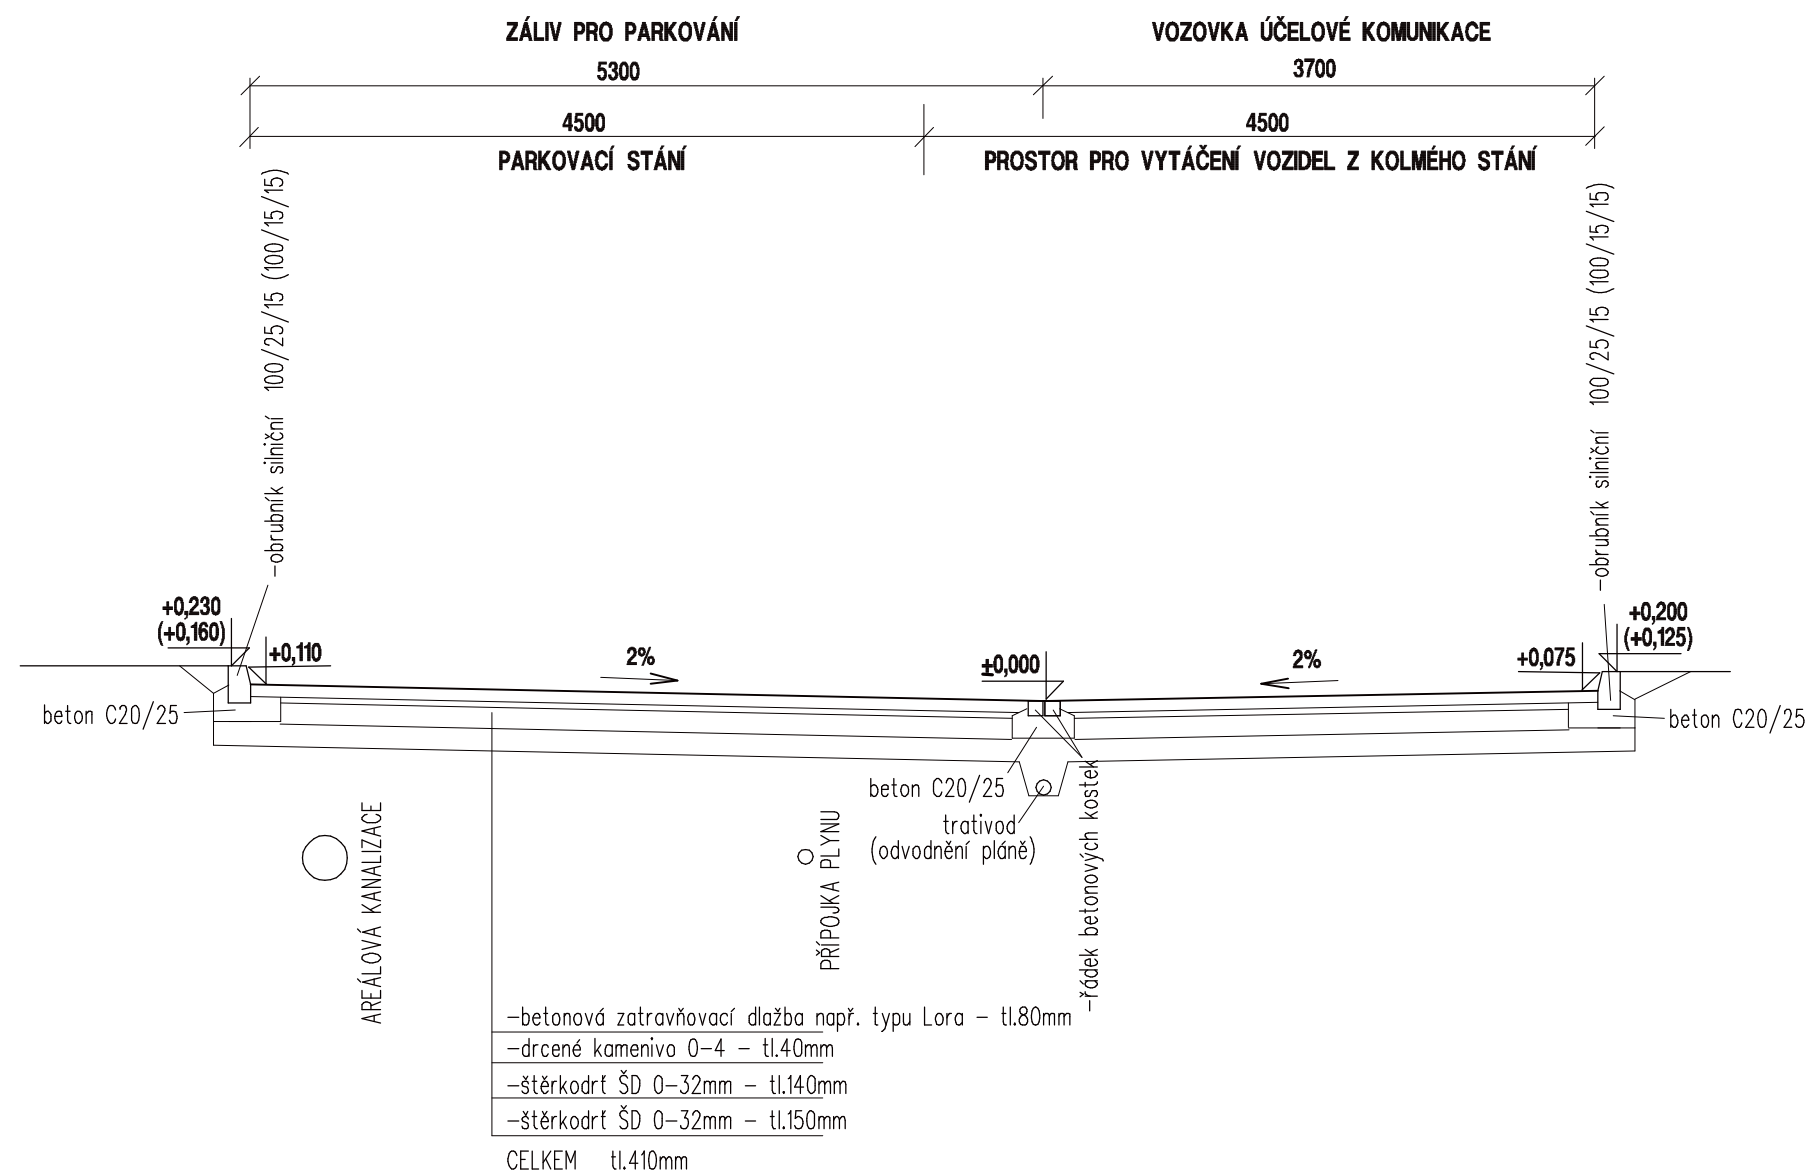 ZÁLIV PRO PARKOVÁNÍ
VOZOVKA ÚČELOVÉ KOMUNIKACE
5300
3700
4500
4500
PARKOVACÍ STÁNÍ
PROSTOR PRO VYTÁČENÍ VOZIDEL Z KOLMÉHO STÁNÍ
-obrubník silniční 100/25/15 (100/15/15)
-obrubník silniční 100/25/15 (100/15/15)
+0,230
(+0,160)
+0,110
2%
±0,000
2%
+0,075
+0,200
(+0,125)
beton C20/25
beton C20/25
beton C20/25
trativod
(odvodnění pláně)
-řádek betonových kostek
AREÁLOVÁ KANALIZACE
PŘÍPOJKA PLYNU
-betonová zatravňovací dlažba např. typu Lora - tl.80mm
-drcené kamenivo 0-4 - tl.40mm
-štěrkodrť ŠD 0-32mm - tl.140mm
-štěrkodrť ŠD 0-32mm - tl.150mm
CELKEM tl.410mm